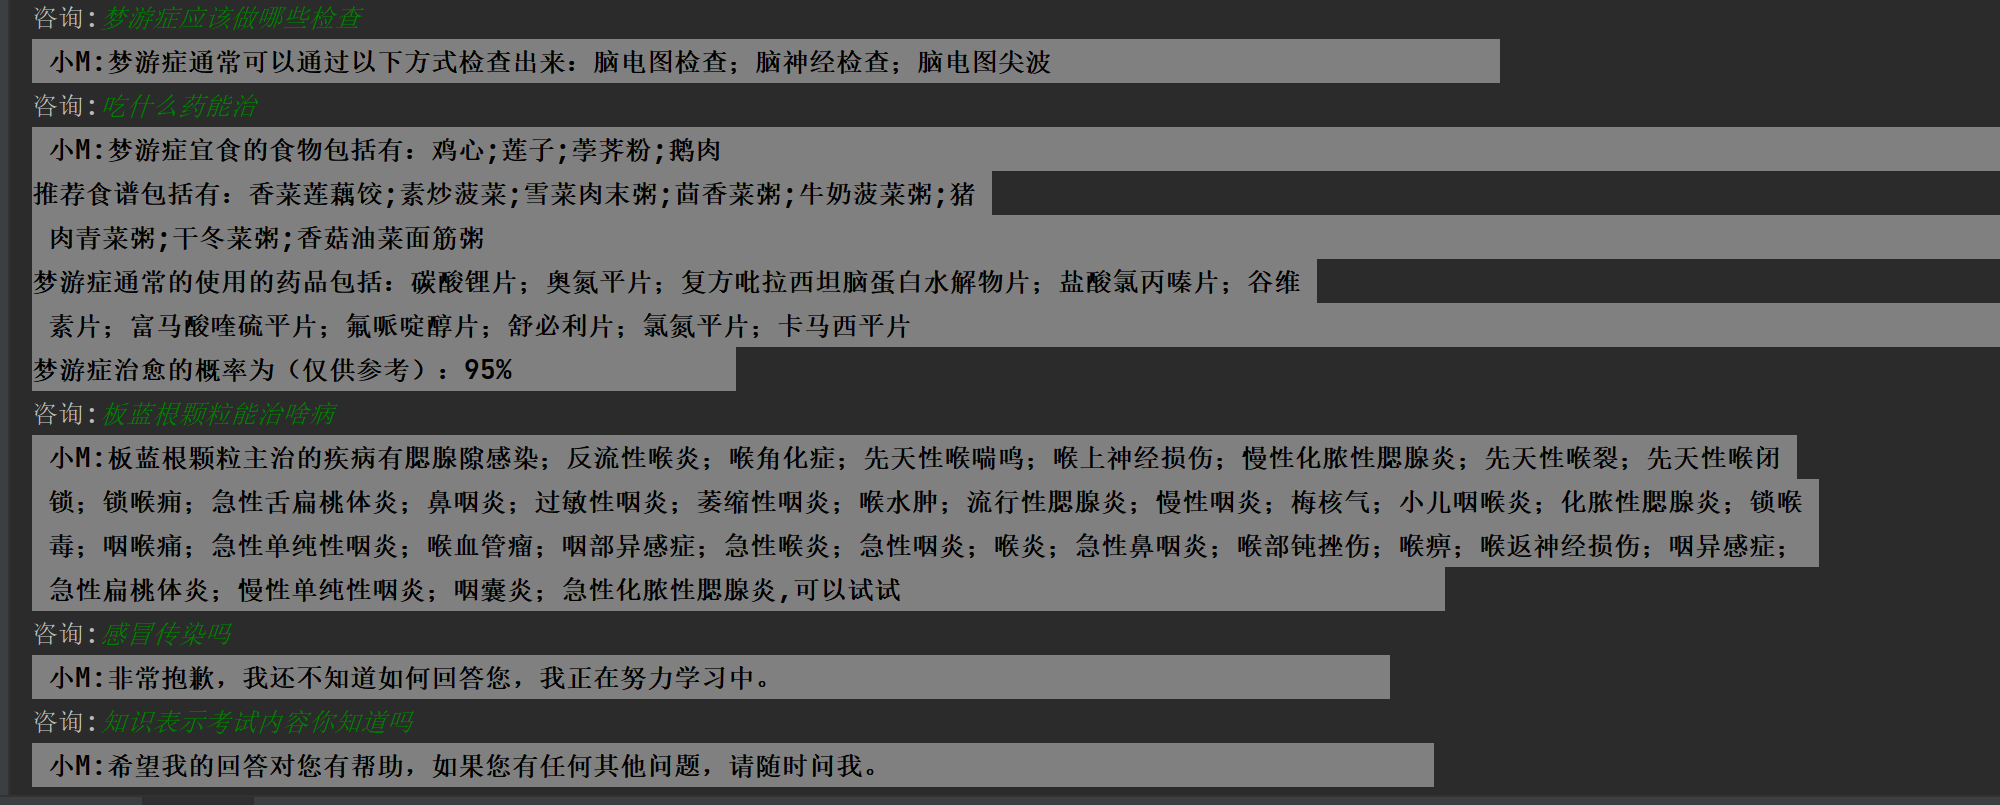 咨询:梦游症应该做哪些检查
小M:梦游症通常可以通过以下方式检查出来：脑电图检查；脑神经检查；脑电图尖波
咨询:吃什么药能治
小M:梦游症宜食的食物包括有：鸡心;莲子;荸荠粉;鹅肉
推荐食谱包括有：香菜莲藕饺;素炒菠菜;雪菜肉末粥;茴香菜粥;牛奶菠菜粥;猪
肉青菜粥;干冬菜粥;香菇油菜面筋粥
梦游症通常的使用的药品包括：碳酸锂片；奥氮平片；复方吡拉西坦脑蛋白水解物片；盐酸氯丙嗪片；谷维
素片；富马酸喹硫平片；氟哌啶醇片；舒必利片；氯氮平片；卡马西平片
梦游症治愈的概率为（仅供参考）：95%
咨询:板蓝根颗粒能治啥病
小M:板蓝根颗粒主治的疾病有腮腺隙感染；反流性喉炎；喉角化症；先天性喉喘鸣；喉上神经损伤；慢性化脓性腮腺炎；先天性喉裂；先天性喉闭
锁；锁喉痈；急性舌扁桃体炎；鼻咽炎；过敏性咽炎；萎缩性咽炎；喉水肿；流行性腮腺炎；慢性咽炎；梅核气；小儿咽喉炎；化脓性腮腺炎；锁喉
毒；咽喉痛；急性单纯性咽炎；喉血管瘤；咽部异感症；急性喉炎；急性咽炎；喉炎；急性鼻咽炎；喉部钝挫伤；喉痹；喉返神经损伤；咽异感症；
急性扁桃体炎；慢性单纯性咽炎；咽囊炎；急性化脓性腮腺炎,可以试试
咨询:感冒传染吗
小M:非常抱歉，我还不知道如何回答您，我正在努力学习中。
咨询:知识表示考试内容你知道吗
小M:希望我的回答对您有帮助，如果您有任何其他问题，请随时问我。